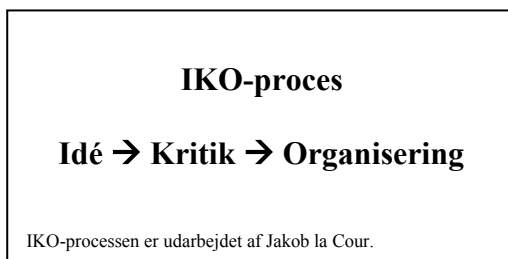 IKO-proces
Idé → Kritik → Organisering
IKO-processen er udarbejdet af Jakob la Cour.